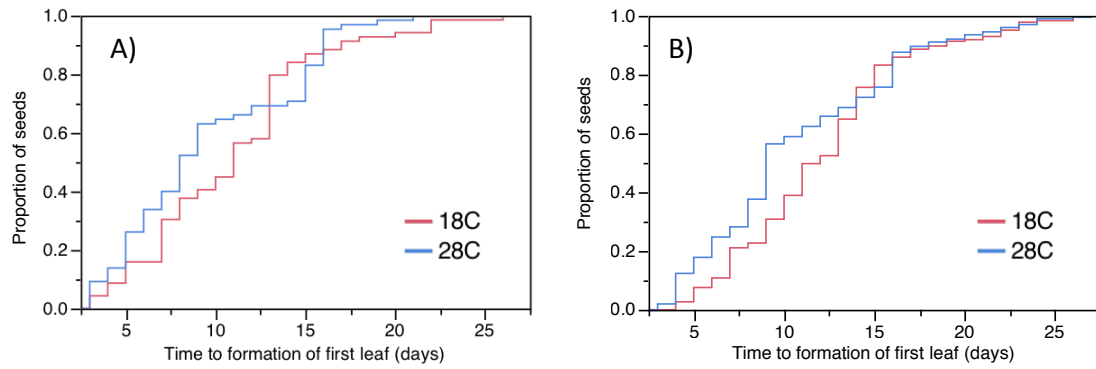 A)
1.0
0.8
0.6
0.4
0.2
0.0
Proportion of seeds
18C
28C
5 10 15 20 25
Time to formation of first leaf (days)
B)
1.0
0.8
0.6
0.4
0.2
0.0
Proportion of seeds
18C
28C
5 10 15 20 25
Time to formation of first leaf (days)